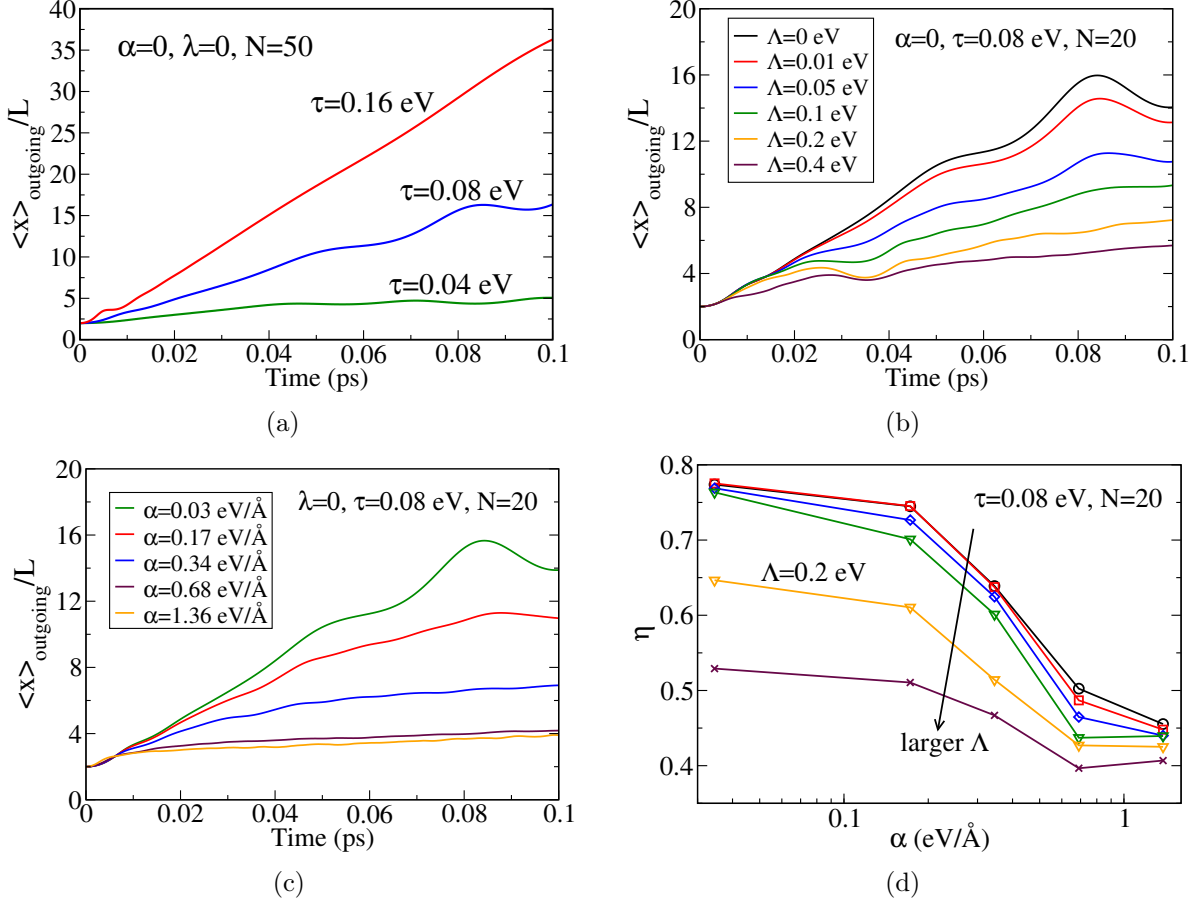 α=0, λ=0, N=50
τ=0.16 eV
τ=0.08 eV
τ=0.04 eV
<x>outgoing/L
40
35
30
25
20
15
10
5
0
0 0.02 0.04 0.06 0.08 0.1
Time (ps)
(a)
α=0, τ=0.08 eV, N=20
Λ=0 eV
Λ=0.01 eV
Λ=0.05 eV
Λ=0.1 eV
Λ=0.2 eV
Λ=0.4 eV
<x>outgoing/L
20
16
12
8
4
0
0 0.02 0.04 0.06 0.08 0.1
Time (ps)
(b)
λ=0, τ=0.08 eV, N=20
α=0.03 eV/Å
α=0.17 eV/Å
α=0.34 eV/Å
α=0.68 eV/Å
α=1.36 eV/Å
<x>outgoing/L
20
16
12
8
4
0
0 0.02 0.04 0.06 0.08 0.1
Time (ps)
(c)
τ=0.08 eV, N=20
Λ=0.2 eV
larger Λ
η
0.8
0.7
0.6
0.5
0.4
0.1 1
α (eV/Å)
(d)